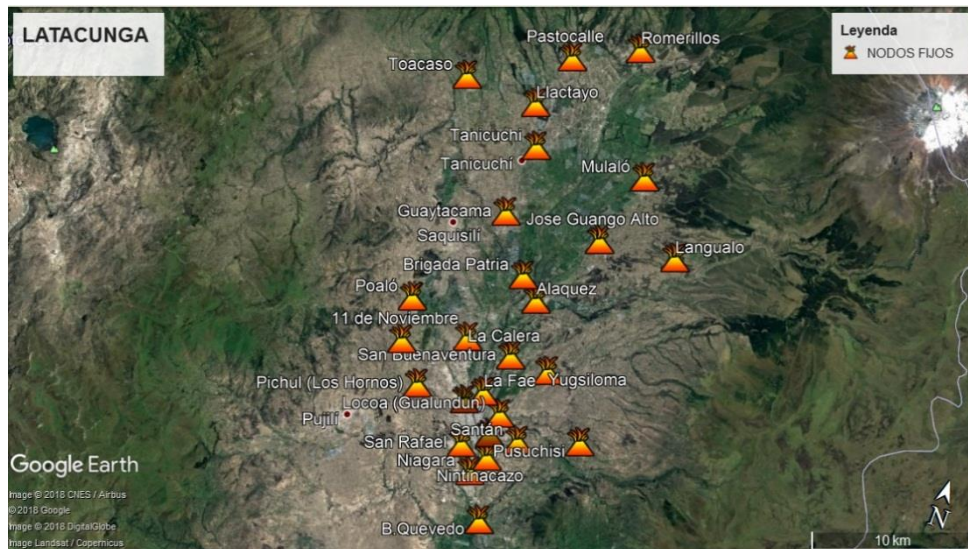 LATACUNGA
Leyenda
NODOS FIJOS
Pastocalle
Romerillos
Toacaso
Llactayo
Tanicuchi
Tanicuchí
Mulaló
Guaytacama
Jose Guango Alto
Saquisilí
Langualo
Brigada Patria
Poaló
Alaquez
11 de Noviembre
La Calera
San Buenaventura
Pichul (Los Hornos)
La Fae
Yugsiloma
Locoa (Gualundun)
Pujilí
Santán
San Rafael
Pusuchisi
Niagara
Nintinacazo
B.Quevedo
Google Earth
Image © 2018 CNES / Airbus
© 2018 Google
Image © 2018 DigitalGlobe
Image Landsat / Copernicus
N
10 km